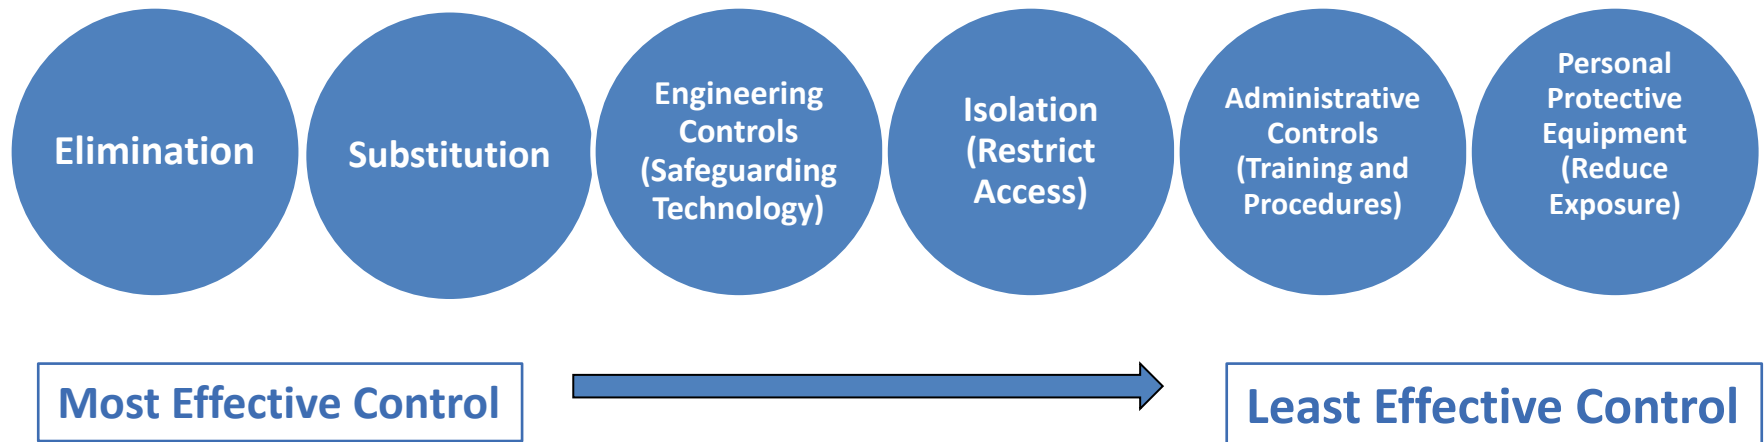 Elimination
Substitution
Engineering
Controls
(Safeguarding
Technology)
Isolation
(Restrict
Access)
Administrative
Controls
(Training and
Procedures)
Personal
Protective
Equipment
(Reduce
Exposure)
Most Effective Control
Least Effective Control